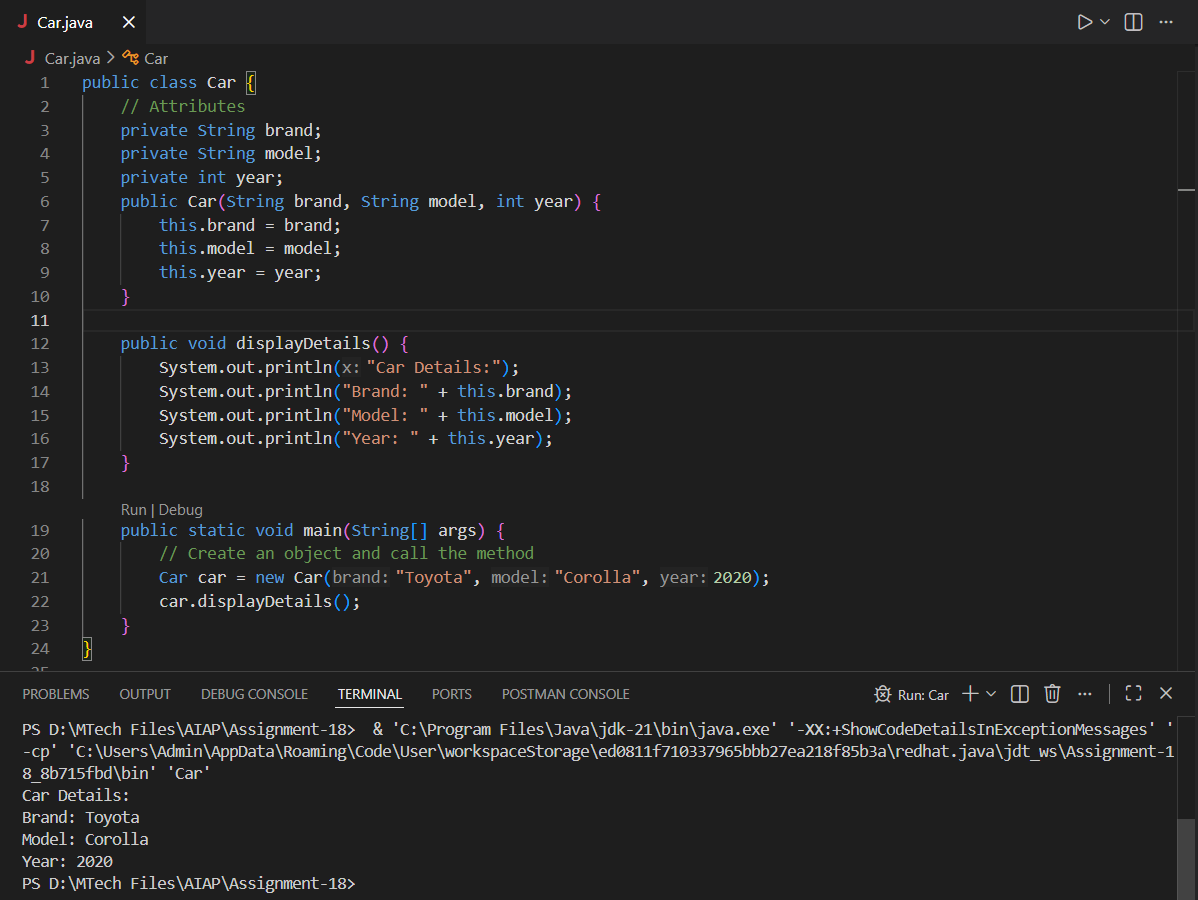 J Car.java
J Car.java > Car
1 public class Car {
2     // Attributes
3     private String brand;
4     private String model;
5     private int year;
6     public Car(String brand, String model, int year) {
7         this.brand = brand;
8         this.model = model;
9         this.year = year;
10     }
11
12     public void displayDetails() {
13         System.out.println(x: "Car Details:");
14         System.out.println("Brand: " + this.brand);
15         System.out.println("Model: " + this.model);
16         System.out.println("Year: " + this.year);
17     }
18
Run | Debug
19     public static void main(String[] args) {
20         // Create an object and call the method
21         Car car = new Car(brand: "Toyota", model: "Corolla", year: 2020);
22         car.displayDetails();
23     }
24 }
25
PROBLEMS OUTPUT DEBUG CONSOLE TERMINAL PORTS POSTMAN CONSOLE Run: Car
PS D:\MTech Files\AIAP\Assignment-18>  & 'C:\Program Files\Java\jdk-21\bin\java.exe' '-XX:+ShowCodeDetailsInExceptionMessages' '
-cp' 'C:\Users\Admin\AppData\Roaming\Code\User\workspaceStorage\ed0811f710337965bbb27ea218f85b3a\redhat.java\jdt_ws\Assignment-1
8_8b715fbd\bin' 'Car'
Car Details:
Brand: Toyota
Model: Corolla
Year: 2020
PS D:\MTech Files\AIAP\Assignment-18>